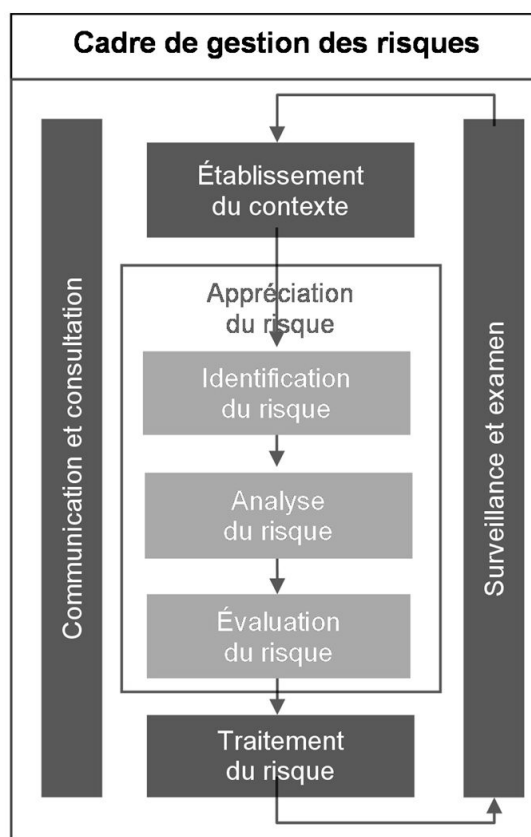 Cadre de gestion des risques
Communication et consultation
Établissement
du contexte
Appréciation
du risque
Identification
du risque
Analyse
du risque
Évaluation
du risque
Traitement
du risque
Surveillance et examen